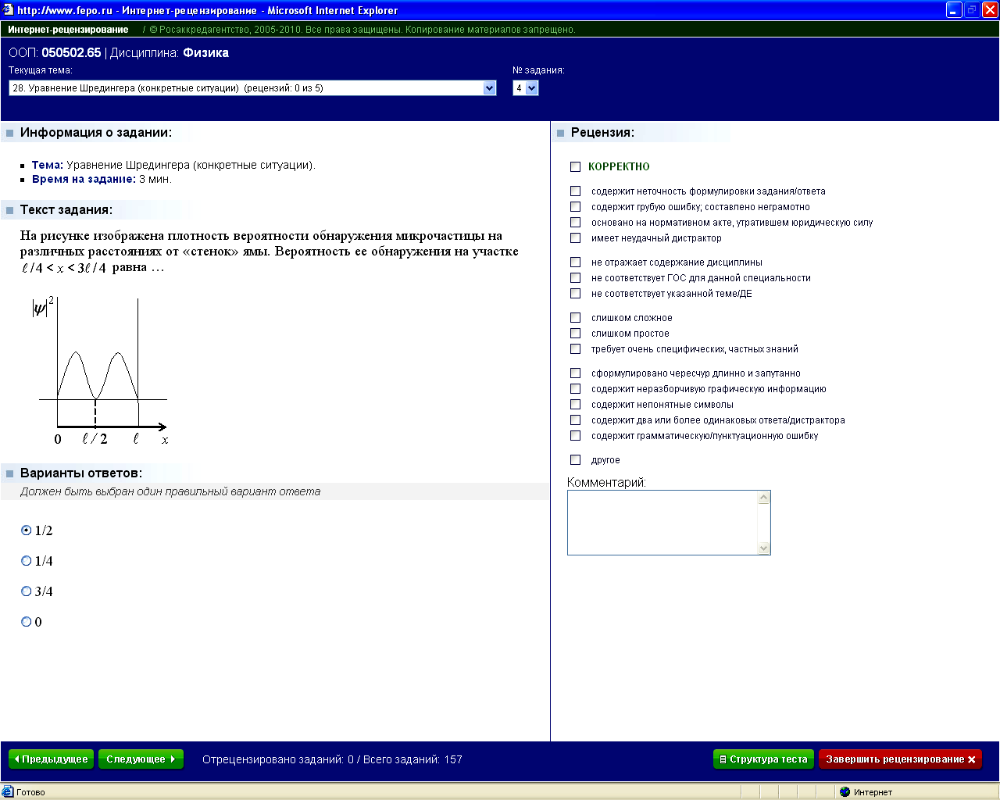 http://www.fepo.ru - Интернет-рецензирование - Microsoft Internet Explorer
Интернет-рецензирование / © Росаккредагентство, 2005-2010. Все права защищены. Копирование материалов запрещено.
ООП: 050502.65 | Дисциплина: Физика
Текущая тема: № задания:
28. Уравнение Шредингера (конкретные ситуации) (рецензий: 0 из 5) 4
Информация о задании:
Тема: Уравнение Шредингера (конкретные ситуации).
Время на задание: 3 мин.
Текст задания:
На рисунке изображена плотность вероятности обнаружения микрочастицы на
различных расстояниях от «стенок» ямы. Вероятность ее обнаружения на участке
ℓ/4 < x < 3ℓ/4 равна …
|ψ|²
0 ℓ/2 ℓ x
Варианты ответов:
Должен быть выбран один правильный вариант ответа
1/2
1/4
3/4
0
Рецензия:
КОРРЕКТНО
содержит неточность формулировки задания/ответа
содержит грубую ошибку; составлено неграмотно
основано на нормативном акте, утратившем юридическую силу
имеет неудачный дистрактор
не отражает содержание дисциплины
не соответствует ГОС для данной специальности
не соответствует указанной теме/ДЕ
слишком сложное
слишком простое
требует очень специфических, частных знаний
сформулировано чересчур длинно и запутанно
содержит неразборчивую графическую информацию
содержит непонятные символы
содержит два или более одинаковых ответа/дистрактора
содержит грамматическую/пунктуационную ошибку
другое
Комментарий:
Предыдущее Следующее Отрецензировано заданий: 0 / Всего заданий: 157 Структура теста Завершить рецензирование
Готово Интернет